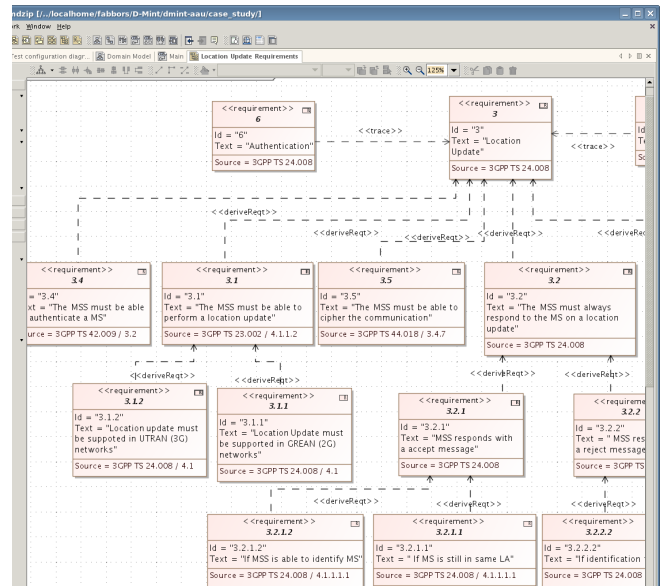 mdzip [/../localhome/fabbors/D-Mint/dmint-aau/case_study/]
rk. Window Help
Test configuration diagr... Domain Model Main Location Update Requirements
125%
<<requirement>>
6
Id = "6"
Text = "Authentication"
Source = 3GPP TS 24.008
<<trace>>
<<requirement>>
3
Id = "3"
Text = "Location
Update"
Source = 3GPP TS 24.008
<<trace>>
Id
Te
So
<<deriveReqt>>
<<deriveReqt>>
<<deriveReqt>>
<<deriveReqt>>
<<deriveReq
<<requirement>>
3.4
= "3.4"
xt = "The MSS must be able
authenticate a MS"
urce = 3GPP TS 42.009 / 3.2
<<requirement>>
3.1
Id = "3.1"
Text = "The MSS must be able to
perform a location update"
Source = 3GPP TS 23.002 / 4.1.1.2
<<requirement>>
3.5
Id = "3.5"
Text = "The MSS must be able to
cipher the communication"
Source = 3GPP TS 44.018 / 3.4.7
<<requirement>>
3.2
Id = "3.2"
Text = "The MSS must always
respond to the MS on a location
update"
Source = 3GPP TS 24.008
<<deriveReqt>>
<<deriveReqt>>
<<deriveReqt>>
<<deriveReqt>>
<<requirement>>
3.1.2
Id = "3.1.2"
Text = "Location update must
be suppoted in UTRAN (3G)
networks"
Source = 3GPP TS 24.008 / 4.1
<<requirement>>
3.1.1
Id = "3.1.1"
Text = "Location Update must
be supported in GREAN (2G)
networks"
Source = 3GPP TS 24.008 / 4.1
<<requirement>>
3.2.1
Id = "3.2.1"
Text = "MSS responds with
a accept message"
Source = 3GPP TS 24.008
<<requireme
3.2.2
Id = "3.2.2"
Text = " MSS res
a reject message
Source = 3GPP TS
<<deriveReqt>>
<<deriveReqt>>
<<deriveReqt>>
<<requirement>>
3.2.1.2
Id = "3.2.1.2"
Text = "If MSS is able to identify MS"
Source = 3GPP TS 24.008 / 4.1.1.1.1
<<requirement>>
3.2.1.1
Id = "3.2.1.1"
Text = " If MS is still in same LA"
Source = 3GPP TS 24.008 / 4.1.1.1.1
<<requirement>>
3.2.2.2
Id = "3.2.2.2"
Text = "If identification
Source = 3GPP TS 24.008